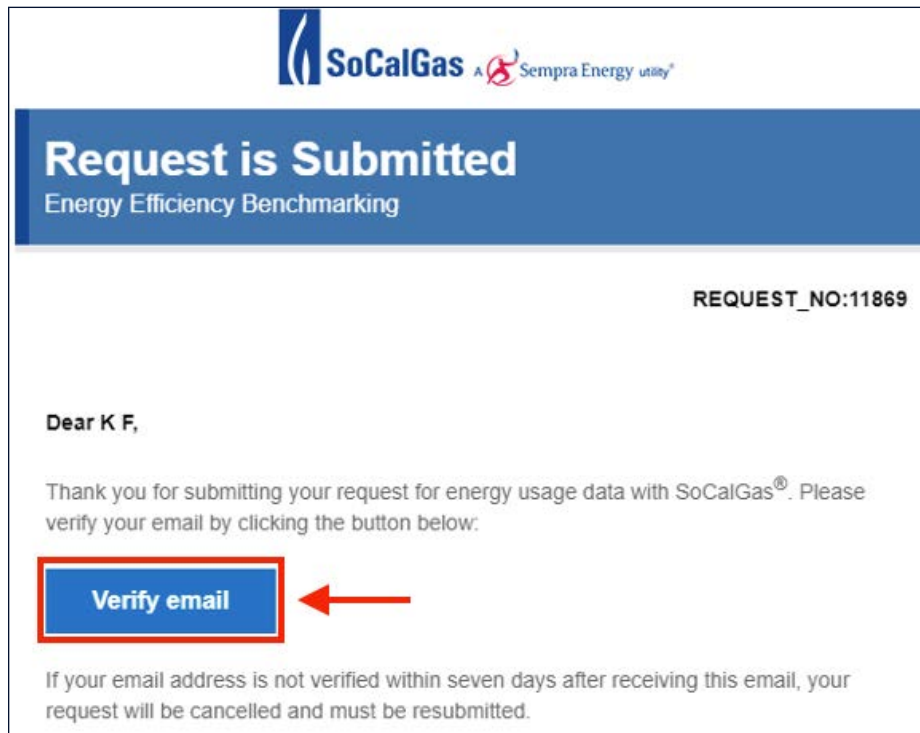 SoCalGas A Sempra Energy utility®
Request is Submitted
Energy Efficiency Benchmarking
REQUEST_NO:11869
Dear K F,
Thank you for submitting your request for energy usage data with SoCalGas®. Please
verify your email by clicking the button below:
Verify email
If your email address is not verified within seven days after receiving this email, your
request will be cancelled and must be resubmitted.